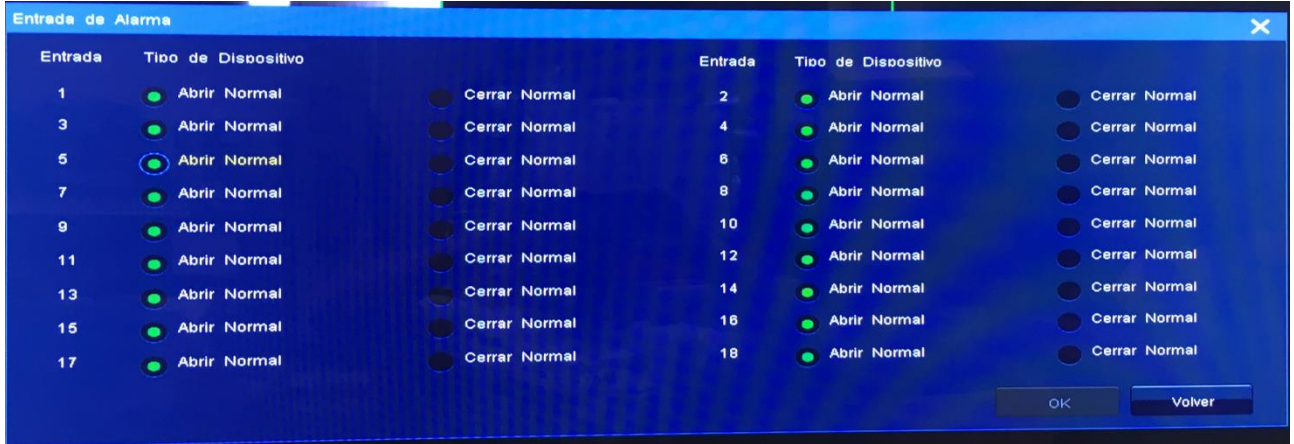 Entrada de Alarma
Entrada Tipo de Dispositivo Entrada Tipo de Dispositivo
1 Abrir Normal Cerrar Normal 2 Abrir Normal Cerrar Normal
3 Abrir Normal Cerrar Normal 4 Abrir Normal Cerrar Normal
5 Abrir Normal Cerrar Normal 6 Abrir Normal Cerrar Normal
7 Abrir Normal Cerrar Normal 8 Abrir Normal Cerrar Normal
9 Abrir Normal Cerrar Normal 10 Abrir Normal Cerrar Normal
11 Abrir Normal Cerrar Normal 12 Abrir Normal Cerrar Normal
13 Abrir Normal Cerrar Normal 14 Abrir Normal Cerrar Normal
15 Abrir Normal Cerrar Normal 16 Abrir Normal Cerrar Normal
17 Abrir Normal Cerrar Normal 18 Abrir Normal Cerrar Normal
OK Volver